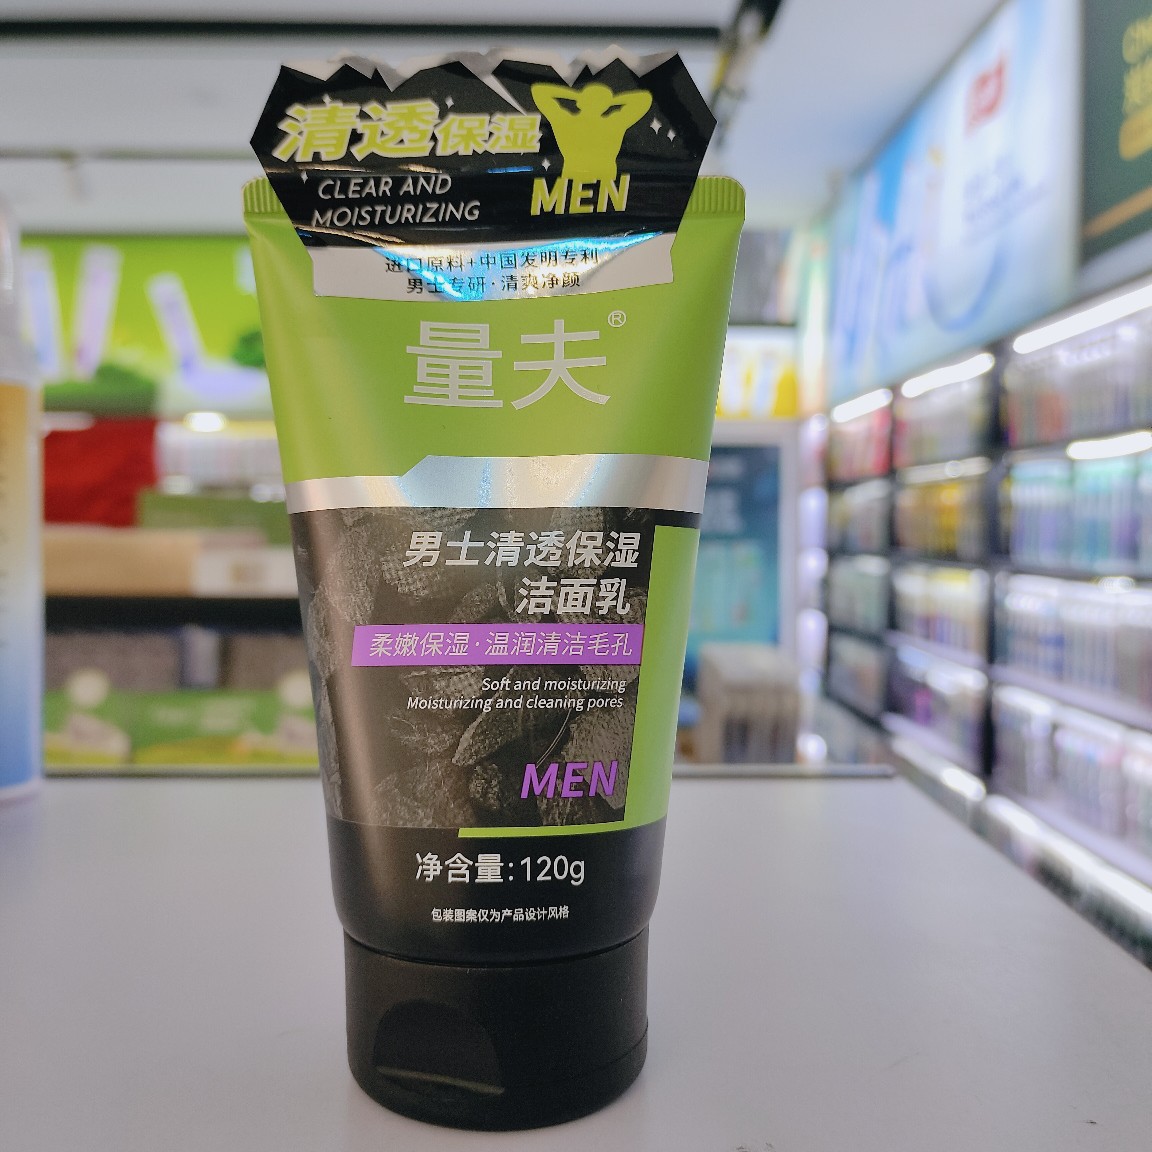 清透保湿
CLEAR AND
MOISTURIZING
MEN
进口原料+中国发明专利
男士专研·清爽净颜
量夫®
男士清透保湿
洁面乳
柔嫩保湿·温润清洁毛孔
Soft and moisturizing
Moisturizing and cleaning pores
MEN
净含量:120g
包装图案仅为产品设计风格